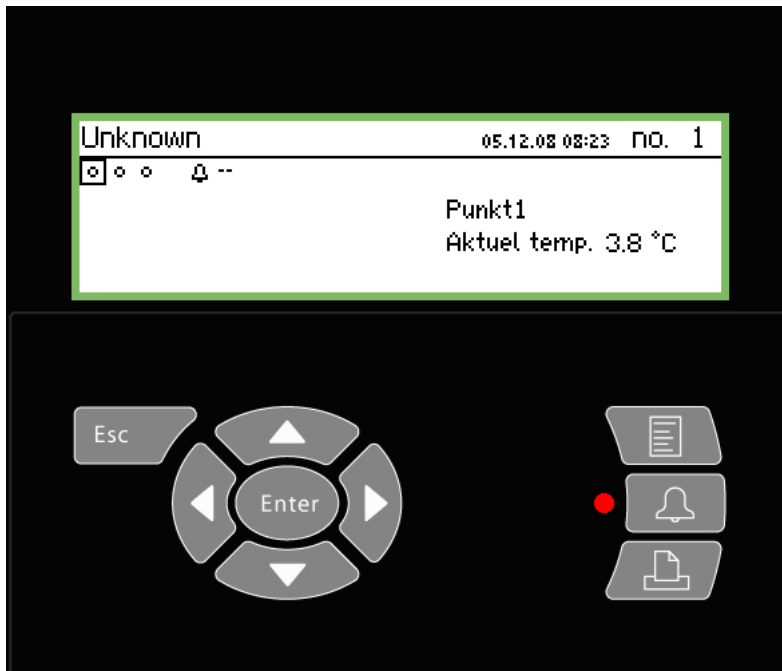 Unknown 05.12.08 08:23 no. 1
--
Punkt1
Aktuel temp. 3.8 °C
Esc
Enter